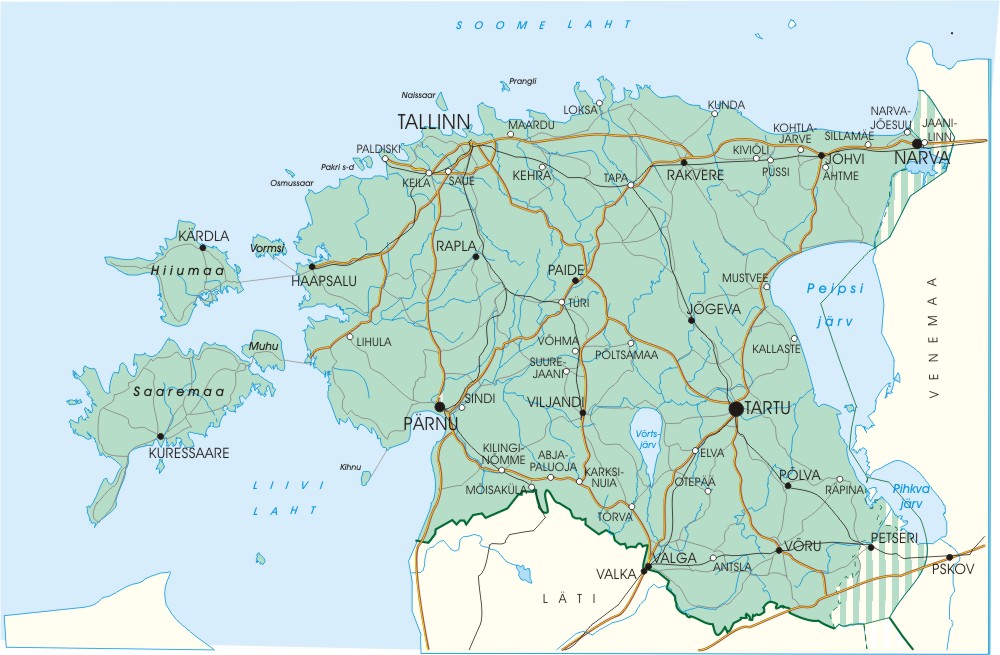 SOOME LAHT
Prangli
Naissaar
LOKSA
KUNDA
TALLINN
MAARDU
NARVA-
JÕESUU
JAANI-
LINN
KOHTLA-
JÄRVE
SILLAMÄE
PALDISKI
KIVIÕLI
JÕHVI
NARVA
Pakri s-d
KEILA
SAUE
KEHRA
TAPA
RAKVERE
PÜSSI
AHTME
Osmussaar
KÄRDLA
Vormsi
RAPLA
Hiiumaa
HAAPSALU
PAIDE
MUSTVEE
Peipsi
järv
VENEMAA
TÜRI
JÕGEVA
Muhu
LIHULA
VÕHMA
PÕLTSAMAA
KALLASTE
SUURE-
JAANI
Saaremaa
SINDI
VILJANDI
TARTU
PÄRNU
Võrts-
järv
KURESSAARE
KILINGI-
NÕMME
ABJA-
PALUOJA
KARKSI-
NUIA
ELVA
Kihnu
LIIVI
LAHT
MÕISAKÜLA
OTEPÄÄ
PÕLVA
RÄPINA
Pihkva
järv
TÕRVA
PETSERI
VÕRU
VALGA
VALKA
ANTSLA
PSKOV
LÄTI